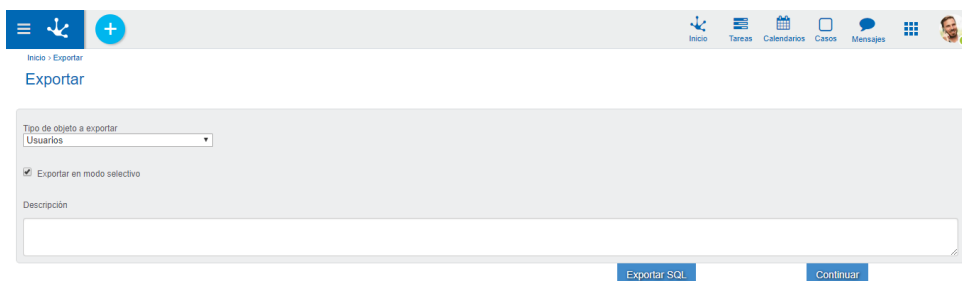 Inicio
Tareas
Calendarios
Casos
Mensajes
Inicio > Exportar
Exportar
Tipo de objeto a exportar
Usuarios
Exportar en modo selectivo
Descripción
Exportar SQL
Continuar